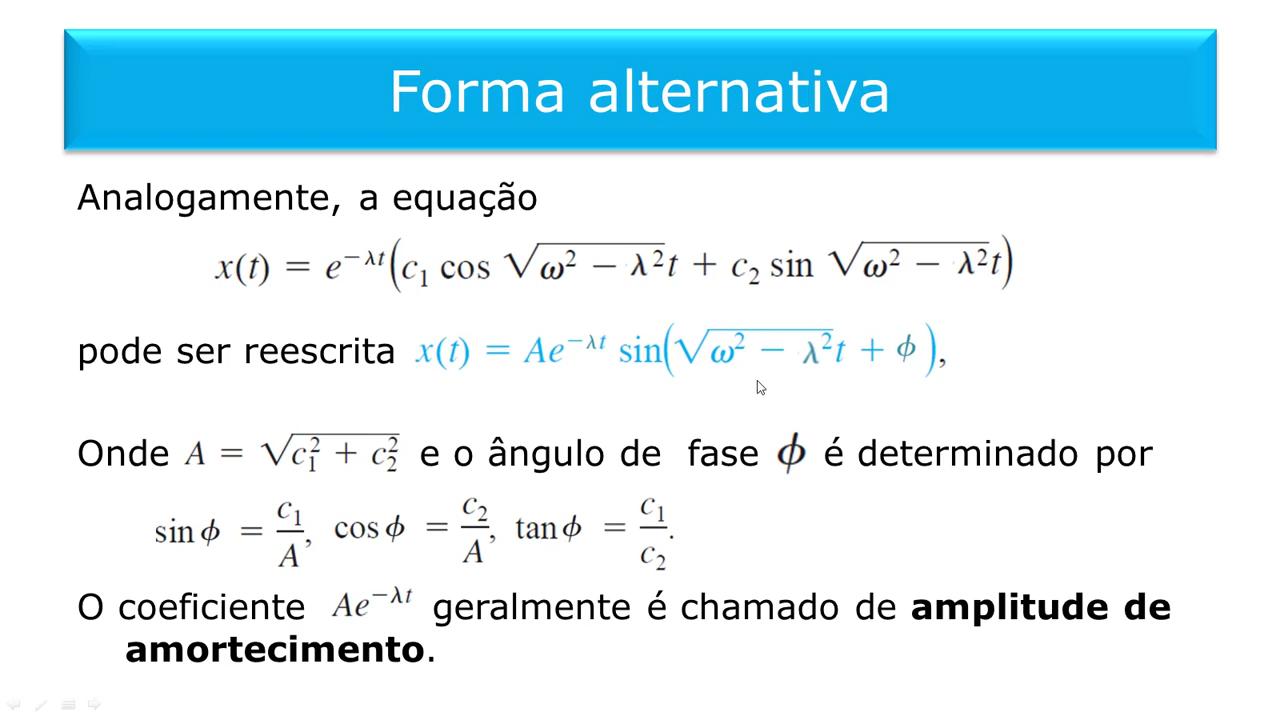 Forma alternativa
Analogamente, a equação
x(t) = e^{−λt}(c₁ cos √(ω² − λ²)t + c₂ sin √(ω² − λ²)t)
pode ser reescrita x(t) = Ae^{−λt} sin(√(ω² − λ²)t + ϕ),
Onde A = √(c₁² + c₂²) e o ângulo de fase ϕ é determinado por
sin ϕ = c₁/A, cos ϕ = c₂/A, tan ϕ = c₁/c₂.
O coeficiente Ae^{−λt} geralmente é chamado de amplitude de
amortecimento.